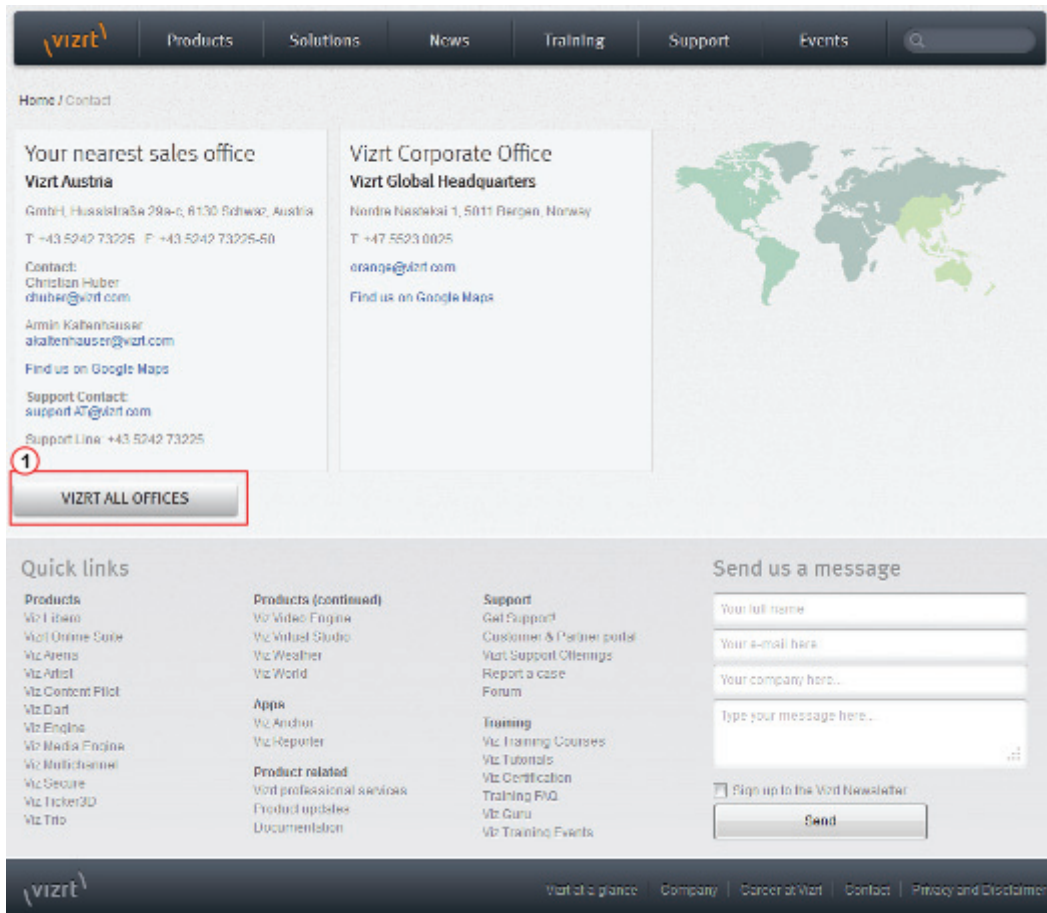 vizrt
Products
Solutions
News
Training
Support
Events
Home / Contact
Your nearest sales office
Vizrt Austria
GmbH, Husslstraße 29a-c, 6130 Schwaz, Austria
T: +43 5242 73225 F: +43 5242 73225-50
Contact:
Christian Huber
chuber@vizrt.com
Armin Kaltenhauser
akaltenhauser@vizrt.com
Find us on Google Maps
Support Contact:
support.AT@vizrt.com
Support Line: +43 5242 73225
Vizrt Corporate Office
Vizrt Global Headquarters
Nordre Nøstekai 1, 5011 Bergen, Norway
T: +47 5523 0025
orange@vizrt.com
Find us on Google Maps
1
VIZRT ALL OFFICES
Quick links
Products
Viz Libero
Vizrt Online Suite
Viz Arena
Viz Artist
Viz Content Pilot
Viz Dart
Viz Engine
Viz Media Engine
Viz Multichannel
Viz Secure
Viz Ticker3D
Viz Trio
Products (continued)
Viz Video Engine
Viz Virtual Studio
Viz Weather
Viz World
Apps
Viz Anchor
Viz Reporter
Product related
Vizrt professional services
Product updates
Documentation
Support
Get Support!
Customer & Partner portal
Vizrt Support Offerings
Report a case
Forum
Training
Viz Training Courses
Viz Tutorials
Viz Certification
Training FAQ
Viz Guru
Viz Training Events
Send us a message
Your full name
Your e-mail here
Your company here...
Type your message here...
Sign up to the Vizrt Newsletter
Send
vizrt
Vizrt at a glance | Company | Career at Vizrt | Contact | Privacy and Disclaimer